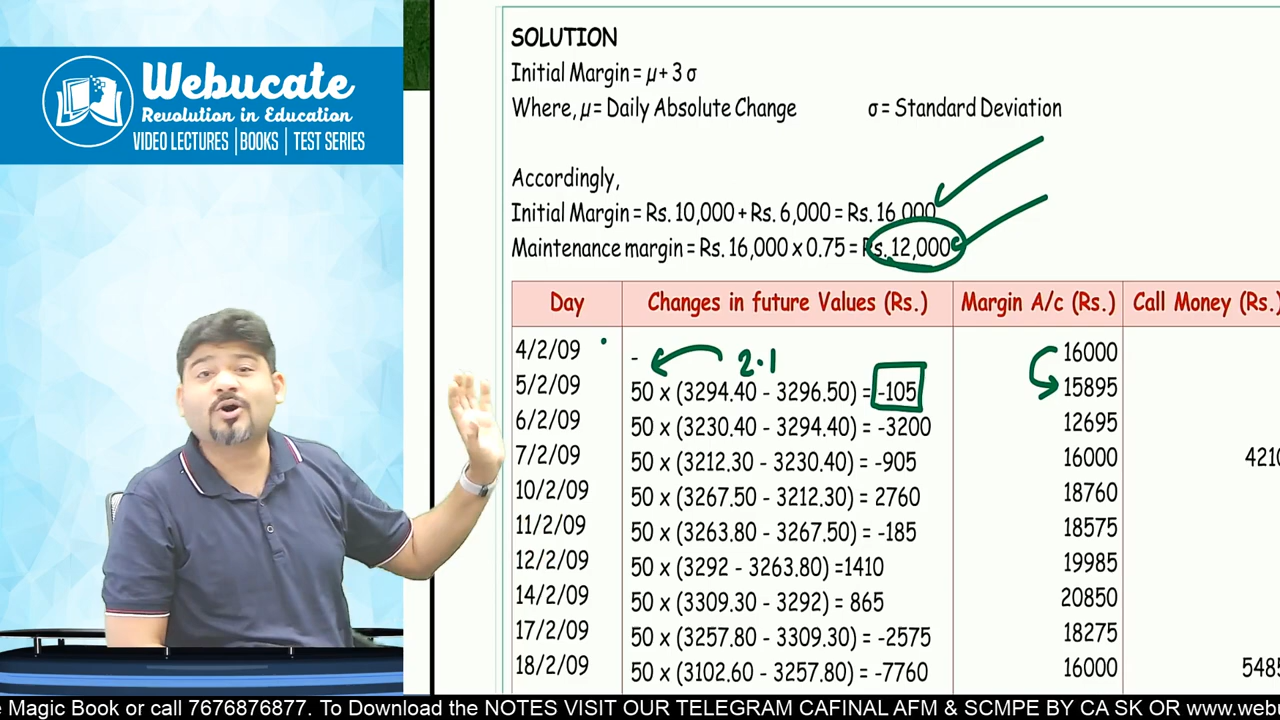 Webucate
Revolution in Education
VIDEO LECTURES | BOOKS | TEST SERIES
SOLUTION
Initial Margin = µ + 3 σ
Where, µ = Daily Absolute Change σ = Standard Deviation
Accordingly,
Initial Margin = Rs. 10,000 + Rs. 6,000 = Rs. 16,000
Maintenance margin = Rs. 16,000 x 0.75 = Rs. 12,000
Day Changes in future Values (Rs.) Margin A/c (Rs.) Call Money (Rs.)
4/2/09 - 16000
2.1
5/2/09 50 x (3294.40 - 3296.50) = -105 15895
6/2/09 50 x (3230.40 - 3294.40) = -3200 12695
7/2/09 50 x (3212.30 - 3230.40) = -905 16000 4210
10/2/09 50 x (3267.50 - 3212.30) = 2760 18760
11/2/09 50 x (3263.80 - 3267.50) = -185 18575
12/2/09 50 x (3292 - 3263.80) =1410 19985
14/2/09 50 x (3309.30 - 3292) = 865 20850
17/2/09 50 x (3257.80 - 3309.30) = -2575 18275
18/2/09 50 x (3102.60 - 3257.80) = -7760 16000 5485
e Magic Book or call 7676876877. To Download the NOTES VISIT OUR TELEGRAM CAFINAL AFM & SCMPE BY CA SK OR www.webu